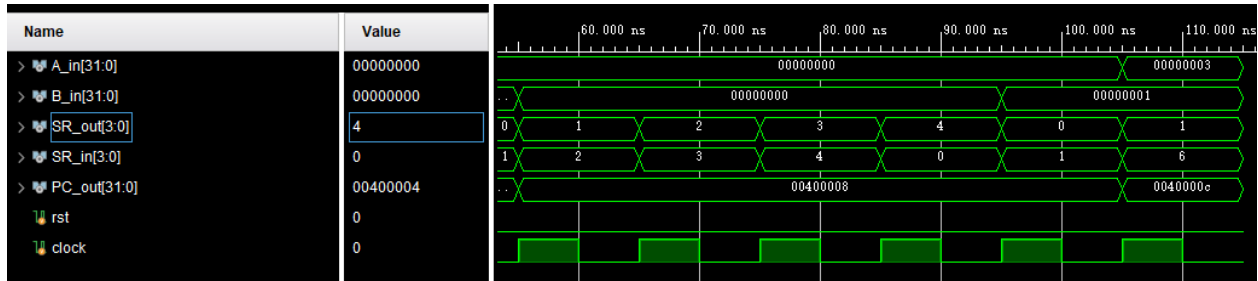 Name Value 60.000 ns 70.000 ns 80.000 ns 90.000 ns 100.000 ns 110.000 ns
A_in[31:0] 00000000 00000000 00000003
B_in[31:0] 00000000 .. 00000000 00000001
SR_out[3:0] 4 0 1 2 3 4 0 1
SR_in[3:0] 0 1 2 3 4 0 1 6
PC_out[31:0] 00400004 .. 00400008 0040000c
rst 0
clock 0